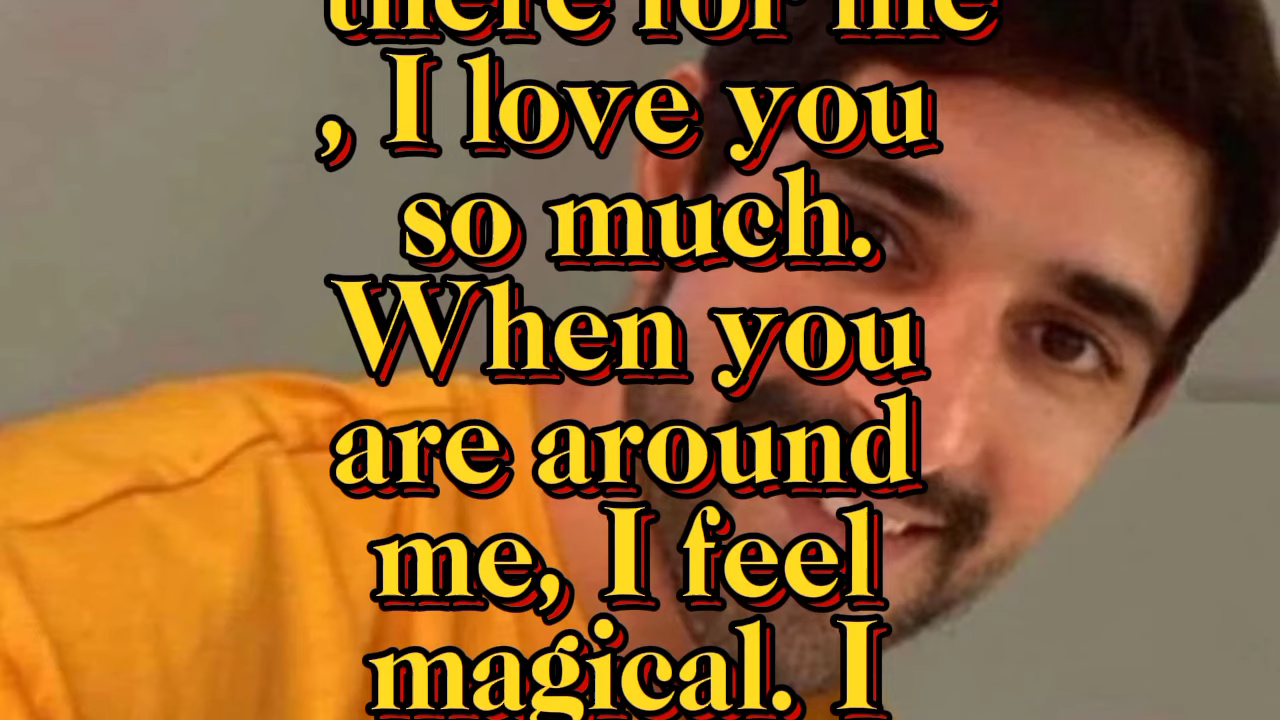 there for me
, I love you
so much.
When you
are around
me, I feel
magical. I